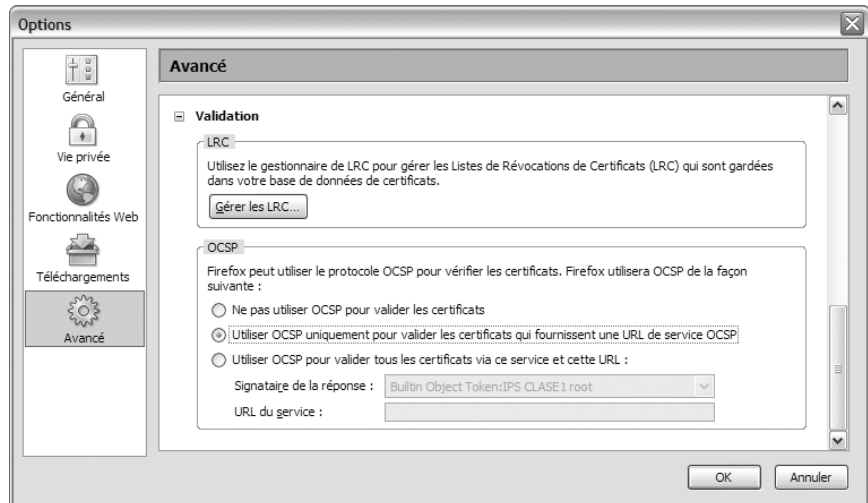 Options
Général
Vie privée
Fonctionnalités Web
Téléchargements
Avancé
Avancé
Validation
LRC
Utilisez le gestionnaire de LRC pour gérer les Listes de Révocations de Certificats (LRC) qui sont gardées
dans votre base de données de certificats.
Gérer les LRC...
OCSP
Firefox peut utiliser le protocole OCSP pour vérifier les certificats. Firefox utilisera OCSP de la façon
suivante :
Ne pas utiliser OCSP pour valider les certificats
Utiliser OCSP uniquement pour valider les certificats qui fournissent une URL de service OCSP
Utiliser OCSP pour valider tous les certificats via ce service et cette URL :
Signataire de la réponse :
Builtin Object Token:IPS CLASE1 root
URL du service :
OK
Annuler